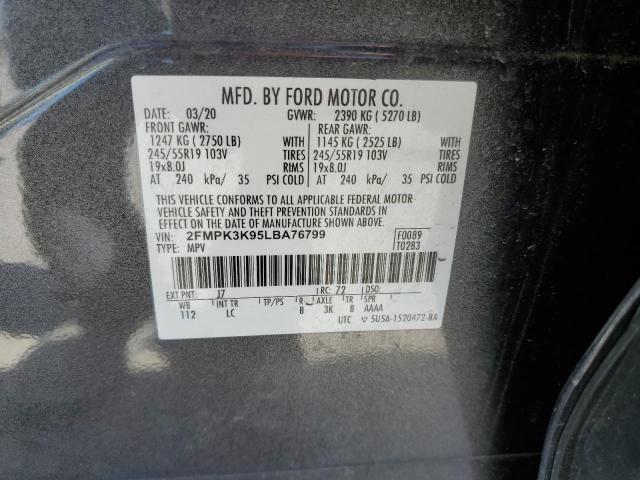 MFD. BY FORD MOTOR CO.
DATE: 03/20 GVWR: 2390 KG ( 5270 LB)
FRONT GAWR: REAR GAWR:
1247 KG ( 2750 LB) WITH 1145 KG ( 2525 LB) WITH
245/55R19 103V TIRES 245/55R19 103V TIRES
19x8.0J RIMS 19x8.0J RIMS
AT 240 kPa/ 35 PSI COLD AT 240 kPa/ 35 PSI COLD
THIS VEHICLE CONFORMS TO ALL APPLICABLE FEDERAL MOTOR
VEHICLE SAFETY AND THEFT PREVENTION STANDARDS IN
EFFECT ON THE DATE OF MANUFACTURE SHOWN ABOVE.
VIN: 2FMPK3K95LBA76799 F0089
TYPE: MPV T0283
EXT PNT: J7 RC: 72 DSO:
WB INT TR TP/PS R AXLE TR SPR
112 LC B 3K B AAAA
UTC ▽ 5U5A-1520472-BA